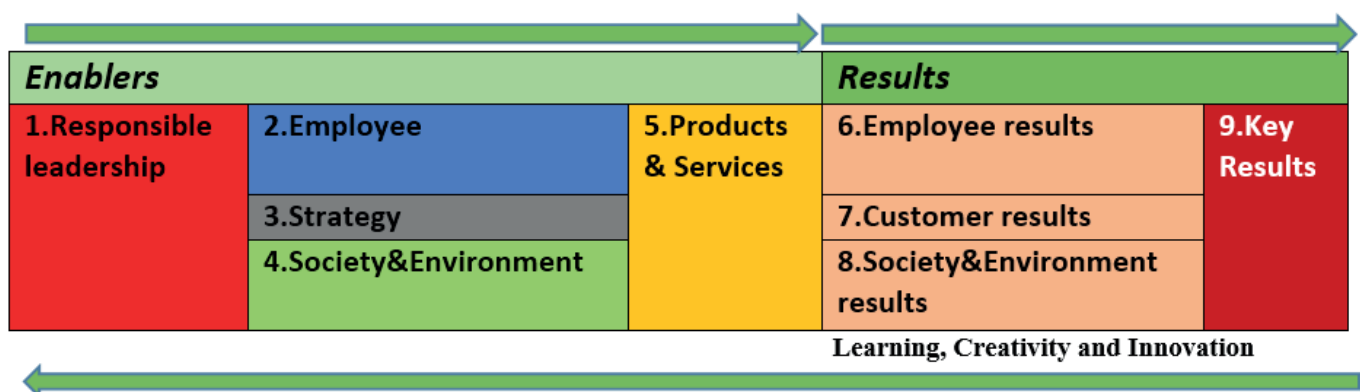 Enablers
Results
1.Responsible
leadership
2.Employee
3.Strategy
4.Society&Environment
5.Products
& Services
6.Employee results
7.Customer results
8.Society&Environment
results
9.Key
Results
Learning, Creativity and Innovation